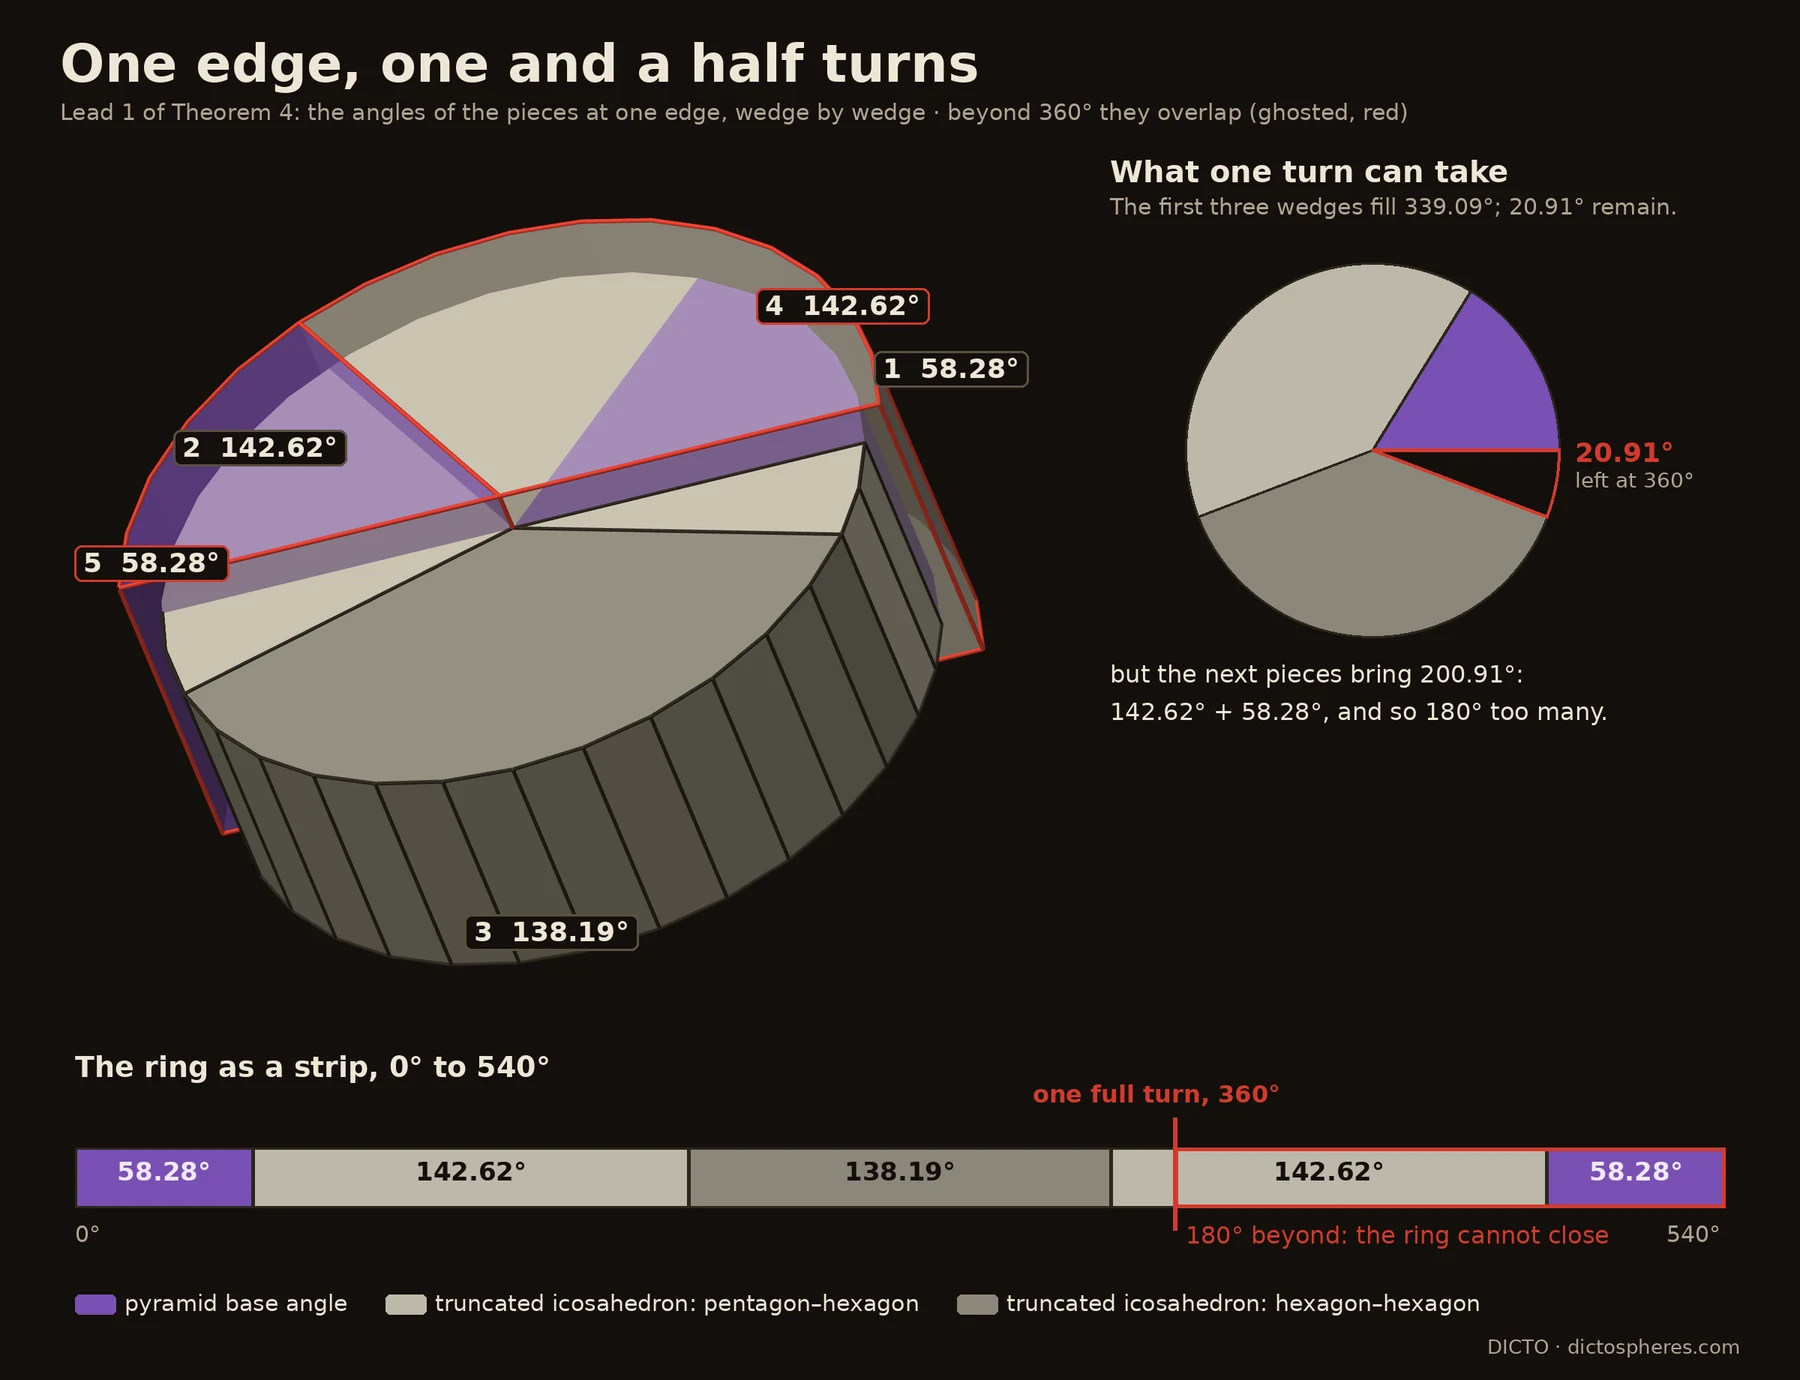 One edge, one and a half turns
Lead 1 of Theorem 4: the angles of the pieces at one edge, wedge by wedge · beyond 360° they overlap (ghosted, red)
What one turn can take
The first three wedges fill 339.09°; 20.91° remain.
4 142.62°
1 58.28°
2 142.62°
5 58.28°
3 138.19°
20.91°
left at 360°
but the next pieces bring 200.91°:
142.62° + 58.28°, and so 180° too many.
The ring as a strip, 0° to 540°
one full turn, 360°
58.28°
142.62°
138.19°
142.62°
58.28°
0°
180° beyond: the ring cannot close
540°
pyramid base angle
truncated icosahedron: pentagon–hexagon
truncated icosahedron: hexagon–hexagon
DICTO · dictospheres.com